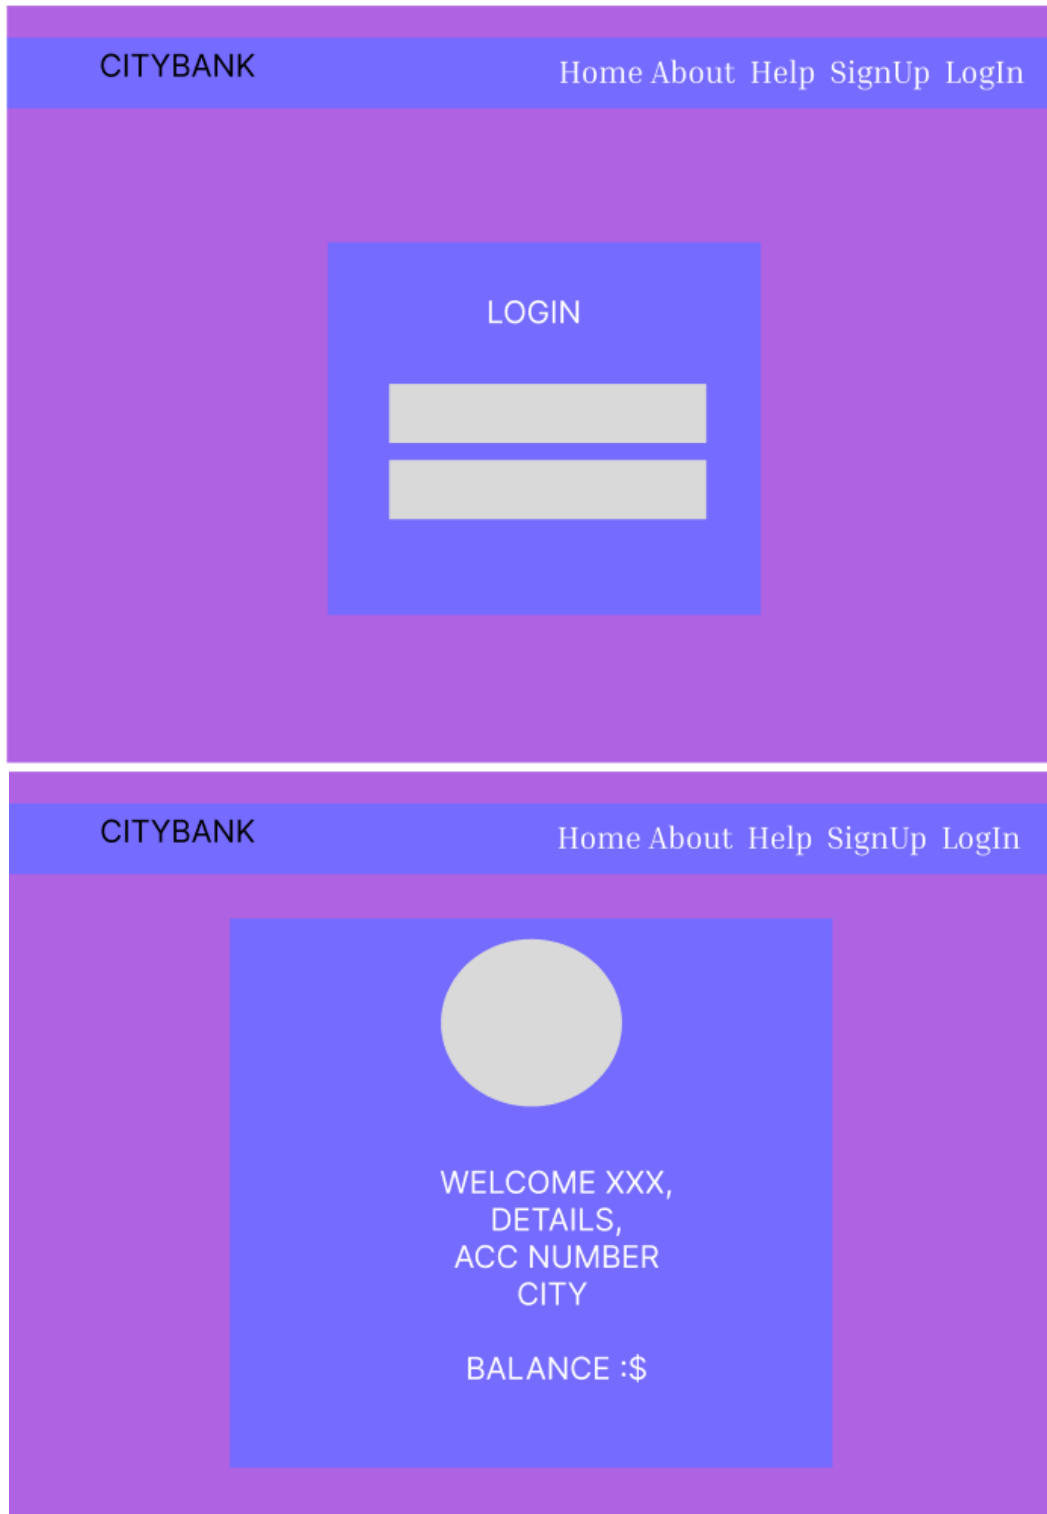 CITYBANK
Home About Help SignUp LogIn
LOGIN
CITYBANK
Home About Help SignUp LogIn
WELCOME XXX,
DETAILS,
ACC NUMBER
CITY
BALANCE :$